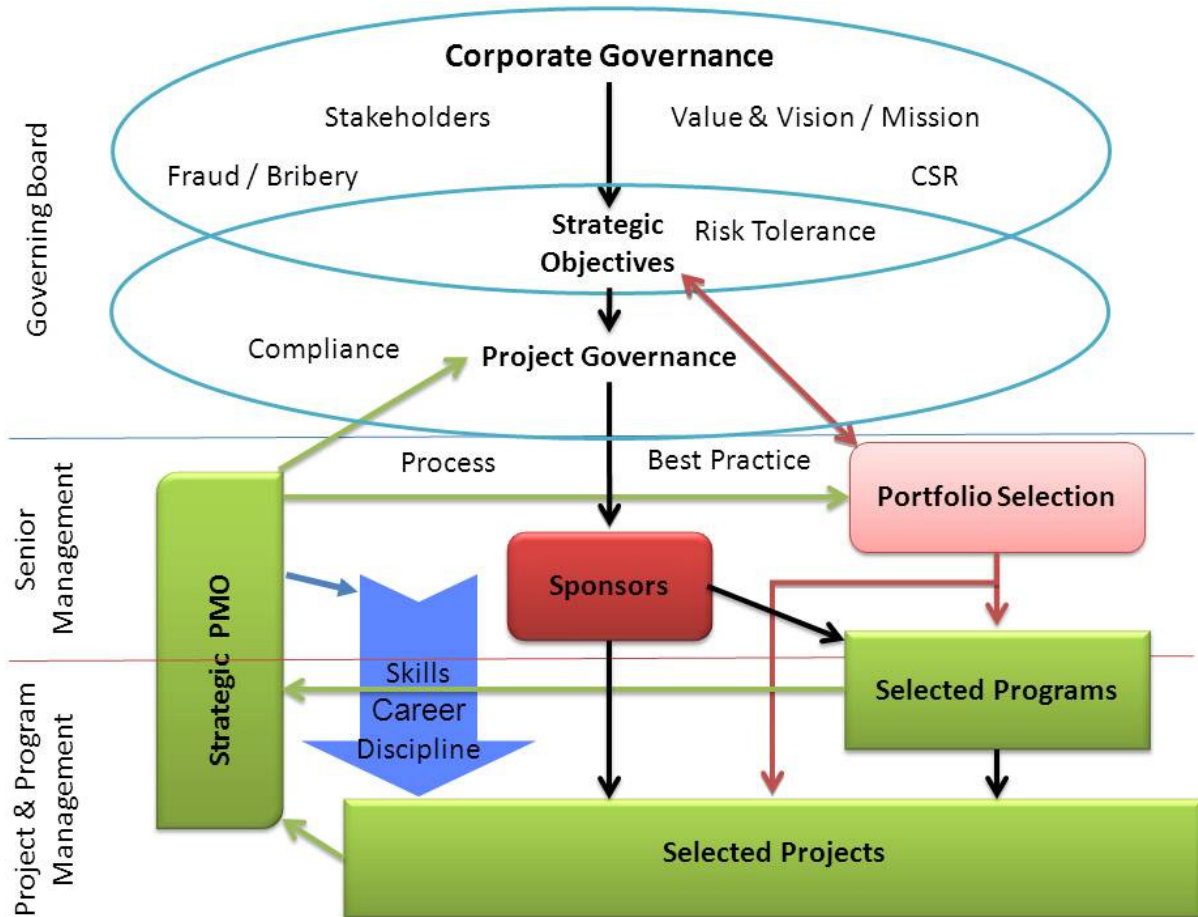 Corporate Governance
Stakeholders
Value & Vision / Mission
Fraud / Bribery
CSR
Strategic
Objectives
Risk Tolerance
Governing Board
Compliance
Project Governance
Process
Best Practice
Portfolio Selection
Senior
Management
Sponsors
Strategic PMO
Skills
Career
Discipline
Selected Programs
Project & Program
Management
Selected Projects